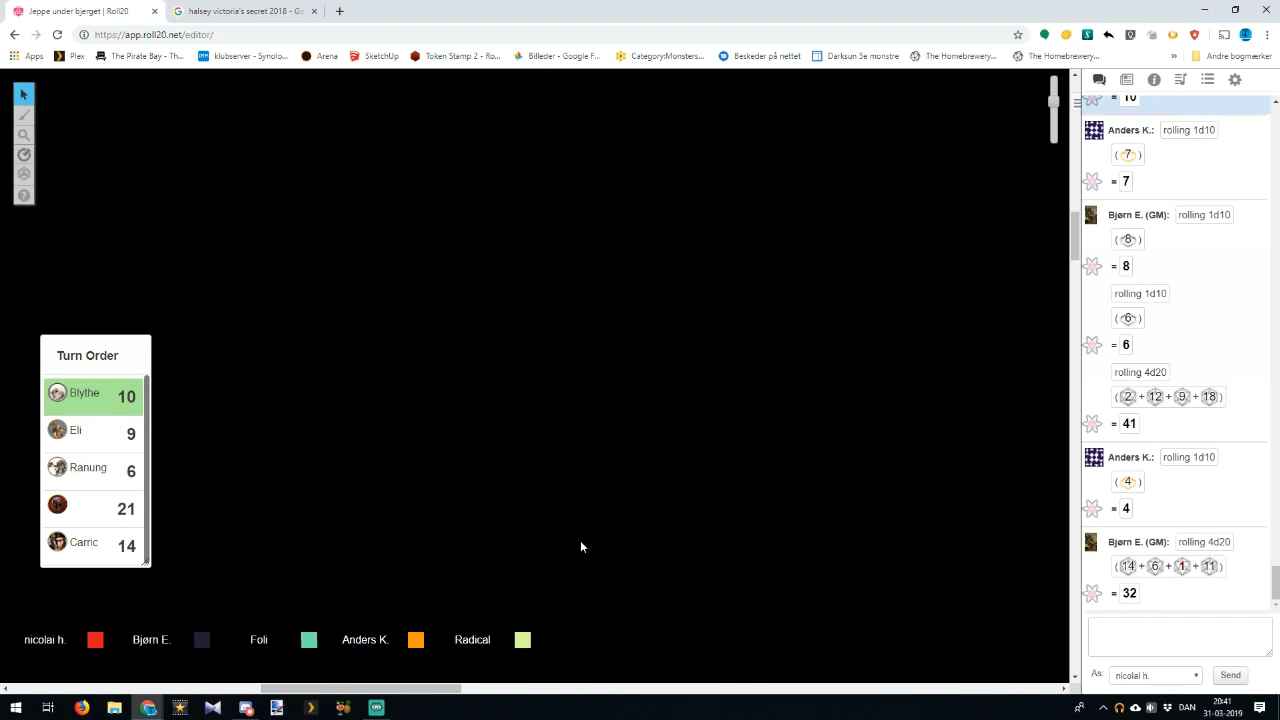 Jeppe under bjerget | Roll20
halsey victoria's secret 2018 - Go
https://app.roll20.net/editor/
Apps
Plex
The Pirate Bay - Th...
klubserver - Synolo...
Arena
SketchUp
Token Stamp 2 - Ro...
Billeder - Google F...
CategoryMonsters...
Beskeder på nettet
Darksun 5e monstre
The Homebrewery...
The Homebrewery...
»
Andre bogmærker
= 10
Anders K.: rolling 1d10
(7)
= 7
Bjørn E. (GM): rolling 1d10
(8)
= 8
rolling 1d10
(6)
= 6
rolling 4d20
(2+12+9+18)
= 41
Anders K.: rolling 1d10
(4)
= 4
Bjørn E. (GM): rolling 4d20
(14+6+1+11)
= 32
Turn Order
Blythe 10
Eli 9
Ranung 6
21
Carric 14
nicolai h.
Bjørn E.
Foli
Anders K.
Radical
As: nicolai h. Send
DAN
20:41
31-03-2019